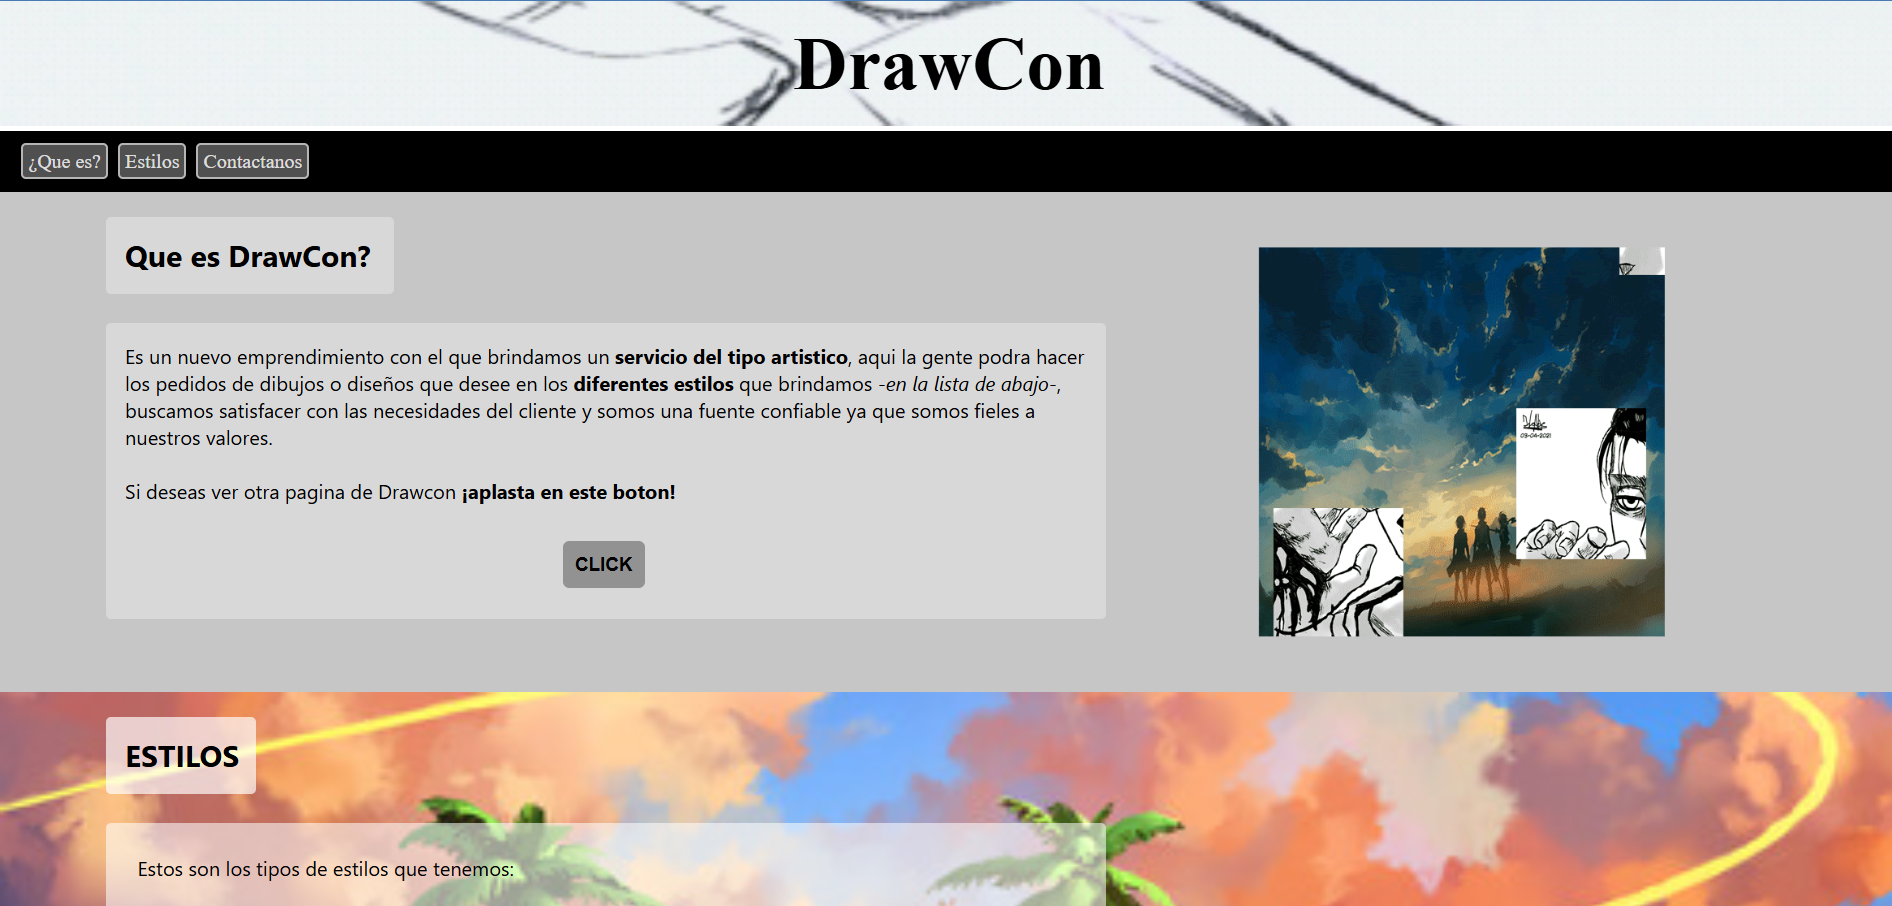 DrawCon
¿Que es?
Estilos
Contactanos
Que es DrawCon?
Es un nuevo emprendimiento con el que brindamos un servicio del tipo artistico, aqui la gente podra hacer
los pedidos de dibujos o diseños que desee en los diferentes estilos que brindamos -en la lista de abajo-,
buscamos satisfacer con las necesidades del cliente y somos una fuente confiable ya que somos fieles a
nuestros valores.
Si deseas ver otra pagina de Drawcon ¡aplasta en este boton!
CLICK
03-04-2021
ESTILOS
Estos son los tipos de estilos que tenemos: